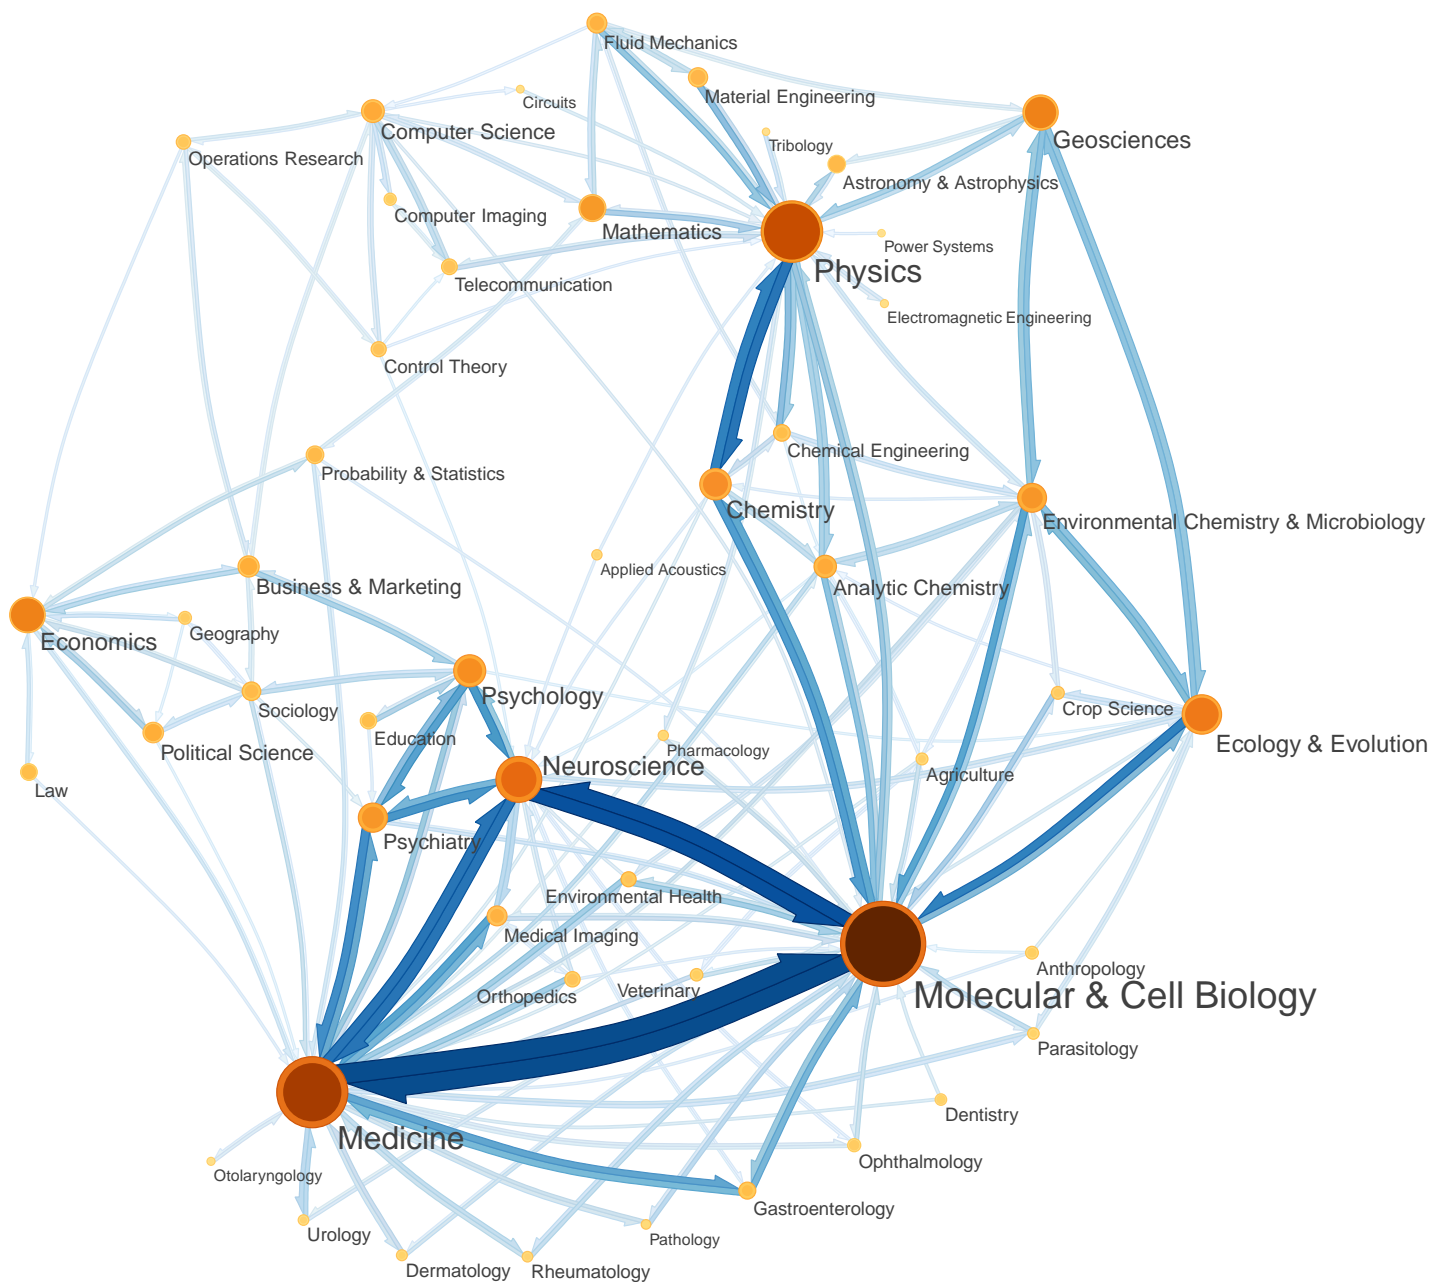 Fluid Mechanics
Material Engineering
Circuits
Computer Science
Geosciences
Tribology
Operations Research
Astronomy & Astrophysics
Computer Imaging
Mathematics
Power Systems
Physics
Telecommunication
Electromagnetic Engineering
Control Theory
Chemical Engineering
Probability & Statistics
Chemistry
Environmental Chemistry & Microbiology
Applied Acoustics
Business & Marketing
Analytic Chemistry
Geography
Economics
Psychology
Sociology
Crop Science
Education
Political Science
Pharmacology
Ecology & Evolution
Neuroscience
Agriculture
Law
Psychiatry
Environmental Health
Medical Imaging
Anthropology
Orthopedics
Veterinary
Molecular & Cell Biology
Parasitology
Dentistry
Medicine
Ophthalmology
Otolaryngology
Gastroenterology
Urology
Pathology
Dermatology
Rheumatology